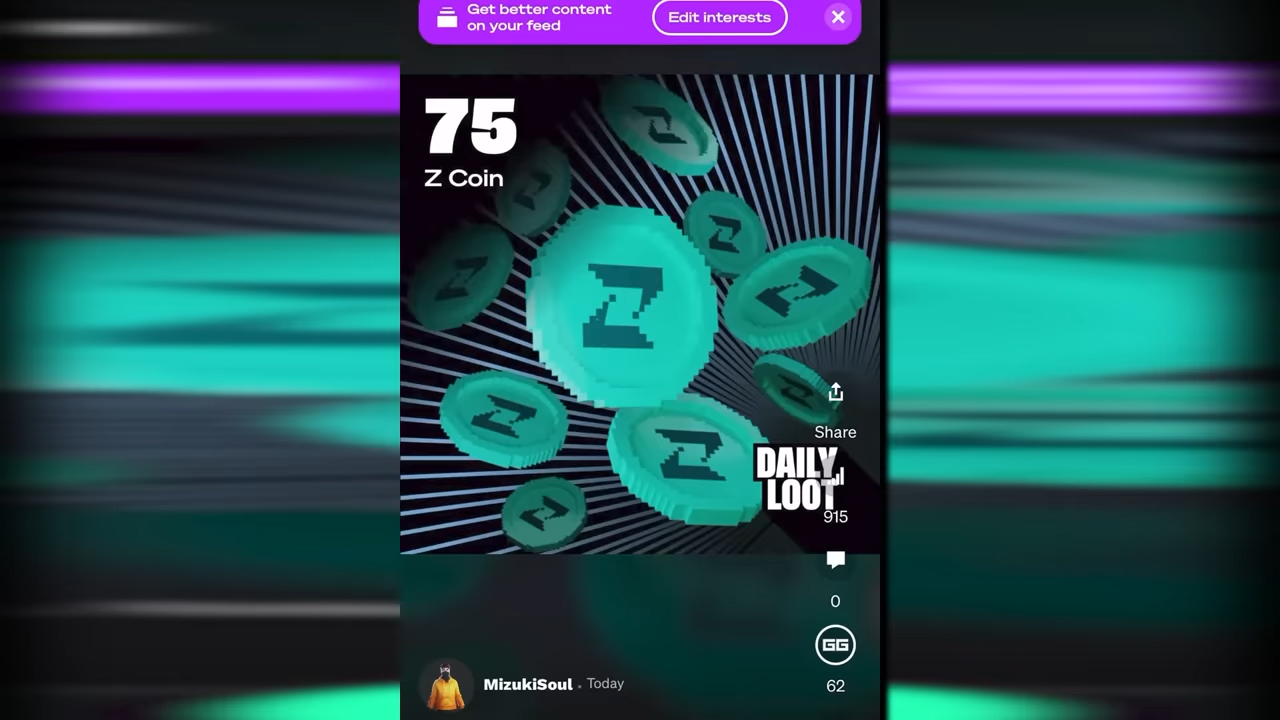 Get better content
on your feed
Edit interests
75
Z Coin
Z
Z
Z
Z
Z
Z
Z
Z
Z
Z
Share
DAILY
LOOT
915
0
GG
62
MizukiSoul . Today